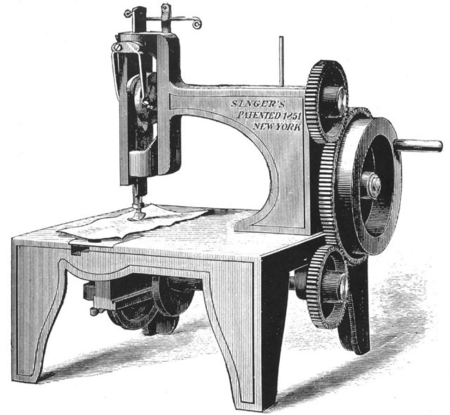 SINGER'S
PATENTED 1851
NEW YORK